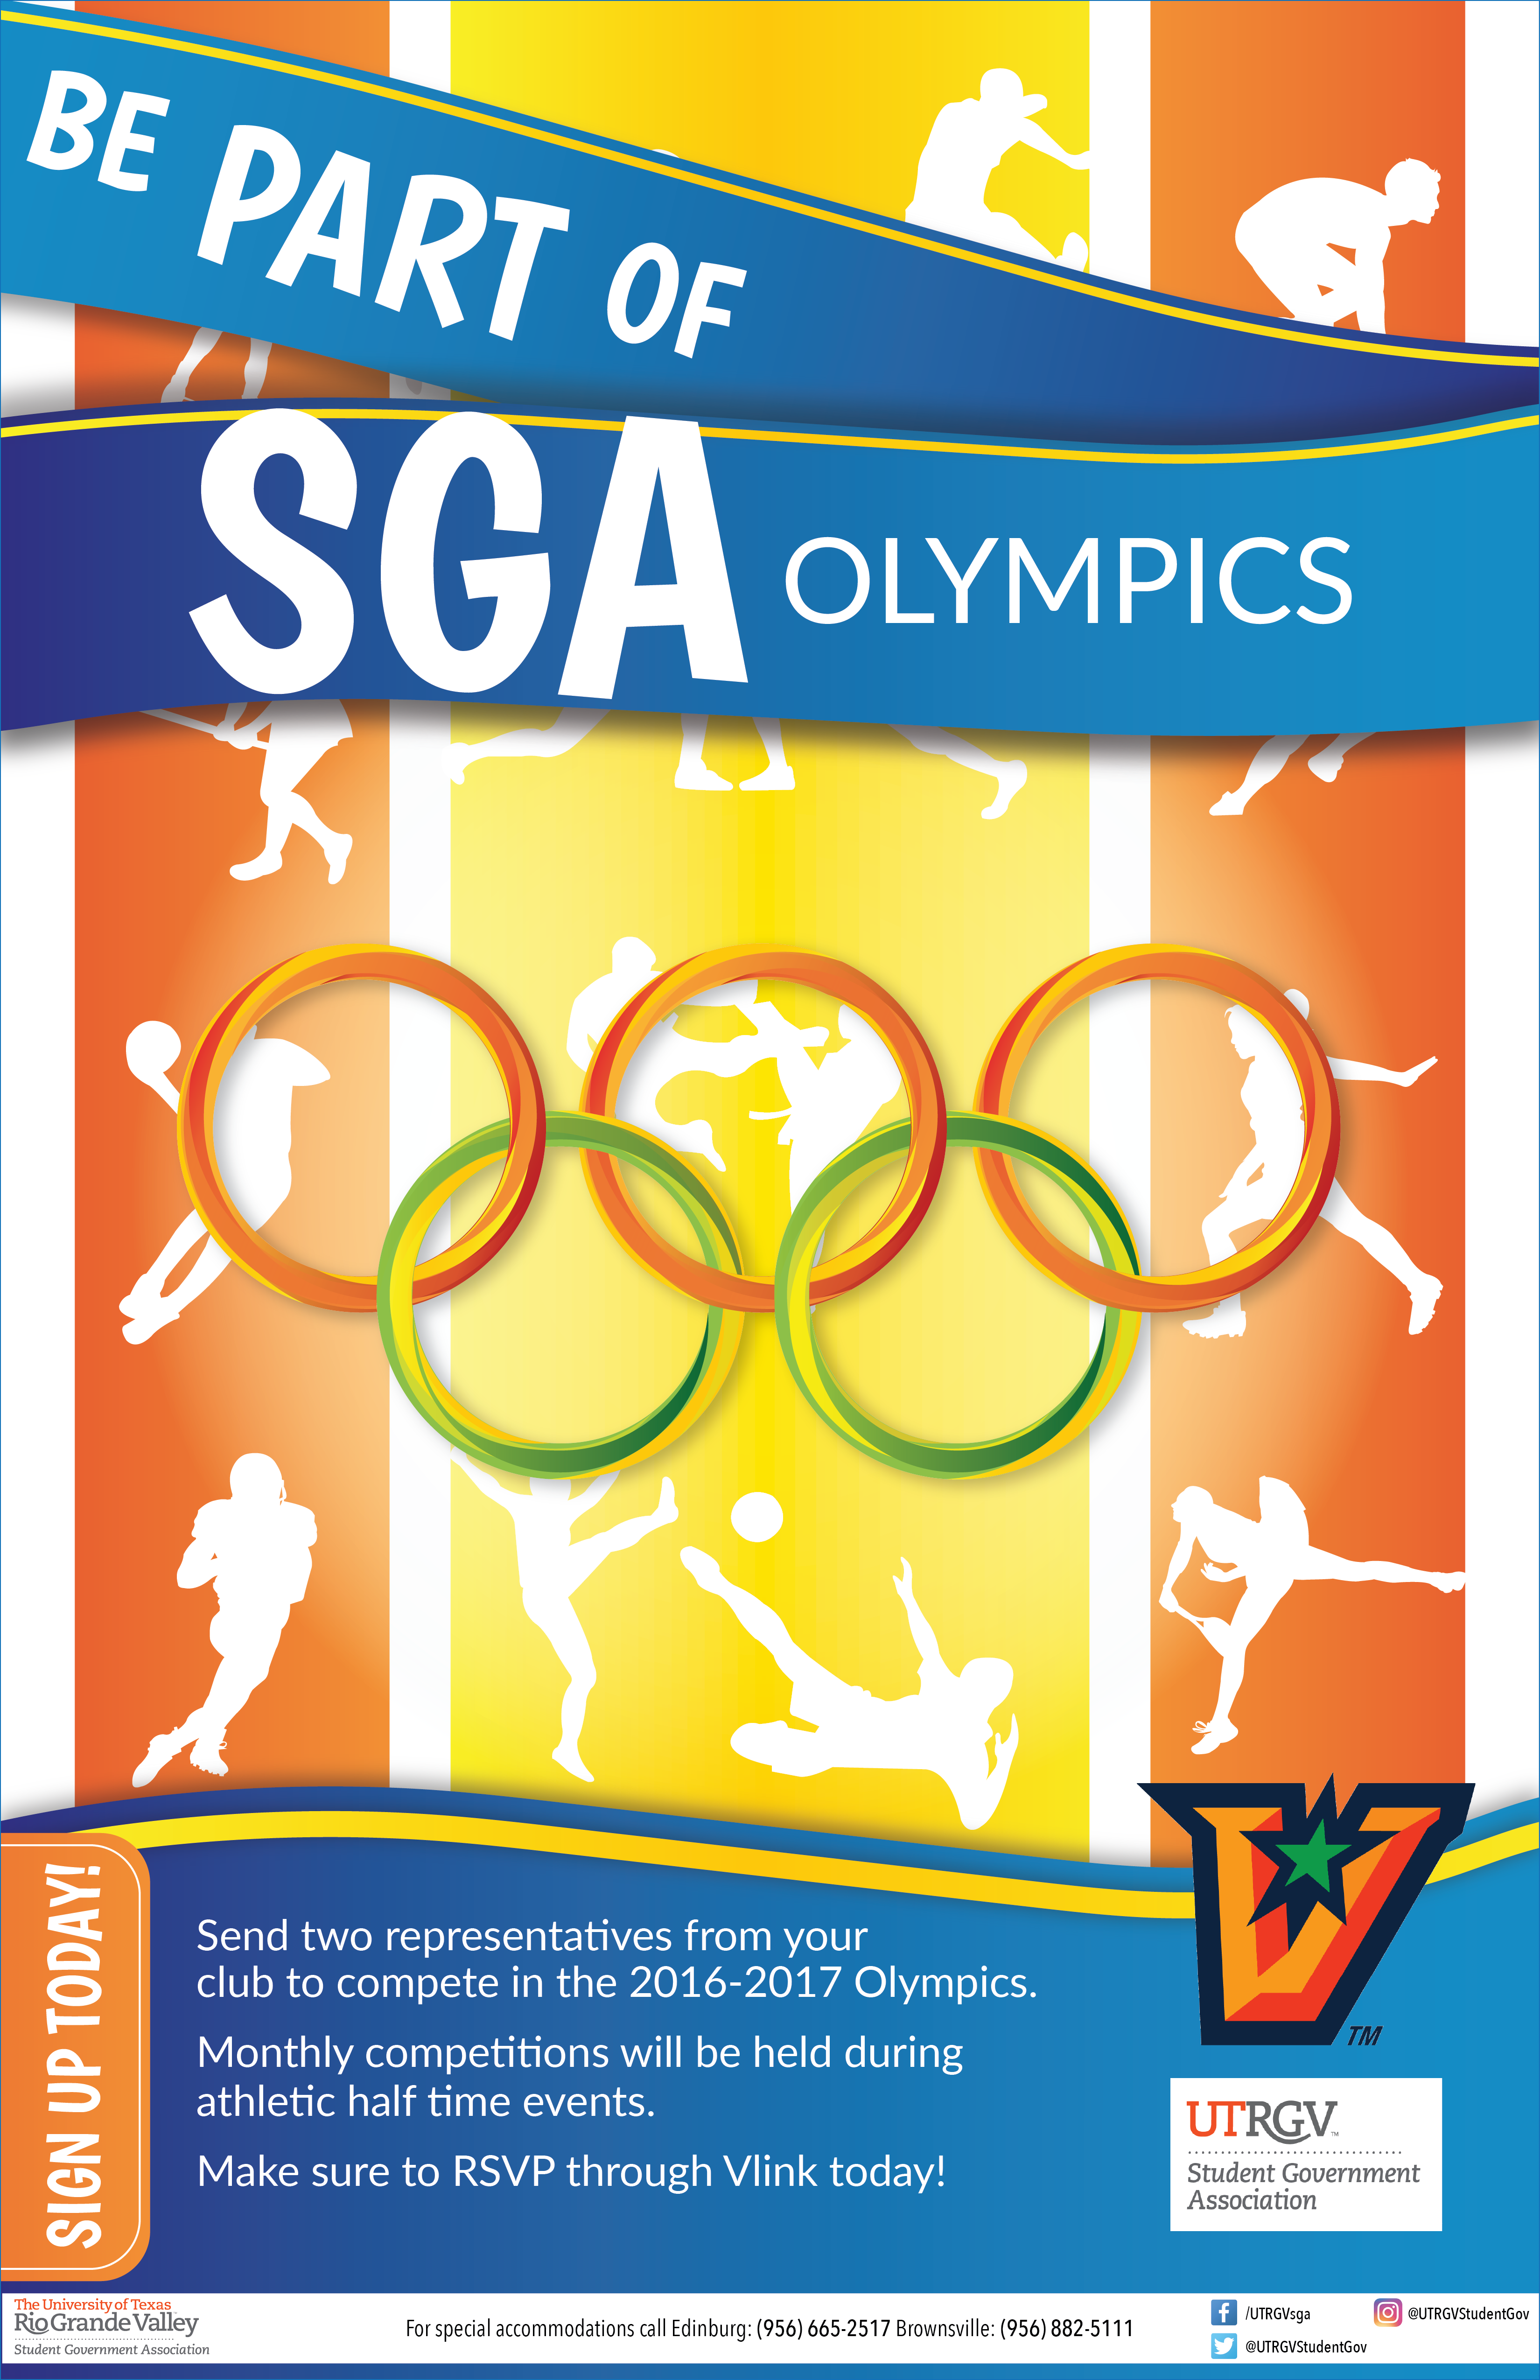 BE PART OF
SGA OLYMPICS
SIGN UP TODAY!
Send two representatives from your
club to compete in the 2016-2017 Olympics.
Monthly competitions will be held during
athletic half time events.
Make sure to RSVP through Vlink today!
TM
UTRGV™
Student Government
Association
The University of Texas
Rio Grande Valley
Student Government Association
For special accommodations call Edinburg: (956) 665-2517 Brownsville: (956) 882-5111
/UTRGVsga
@UTRGVStudentGov
@UTRGVStudentGov